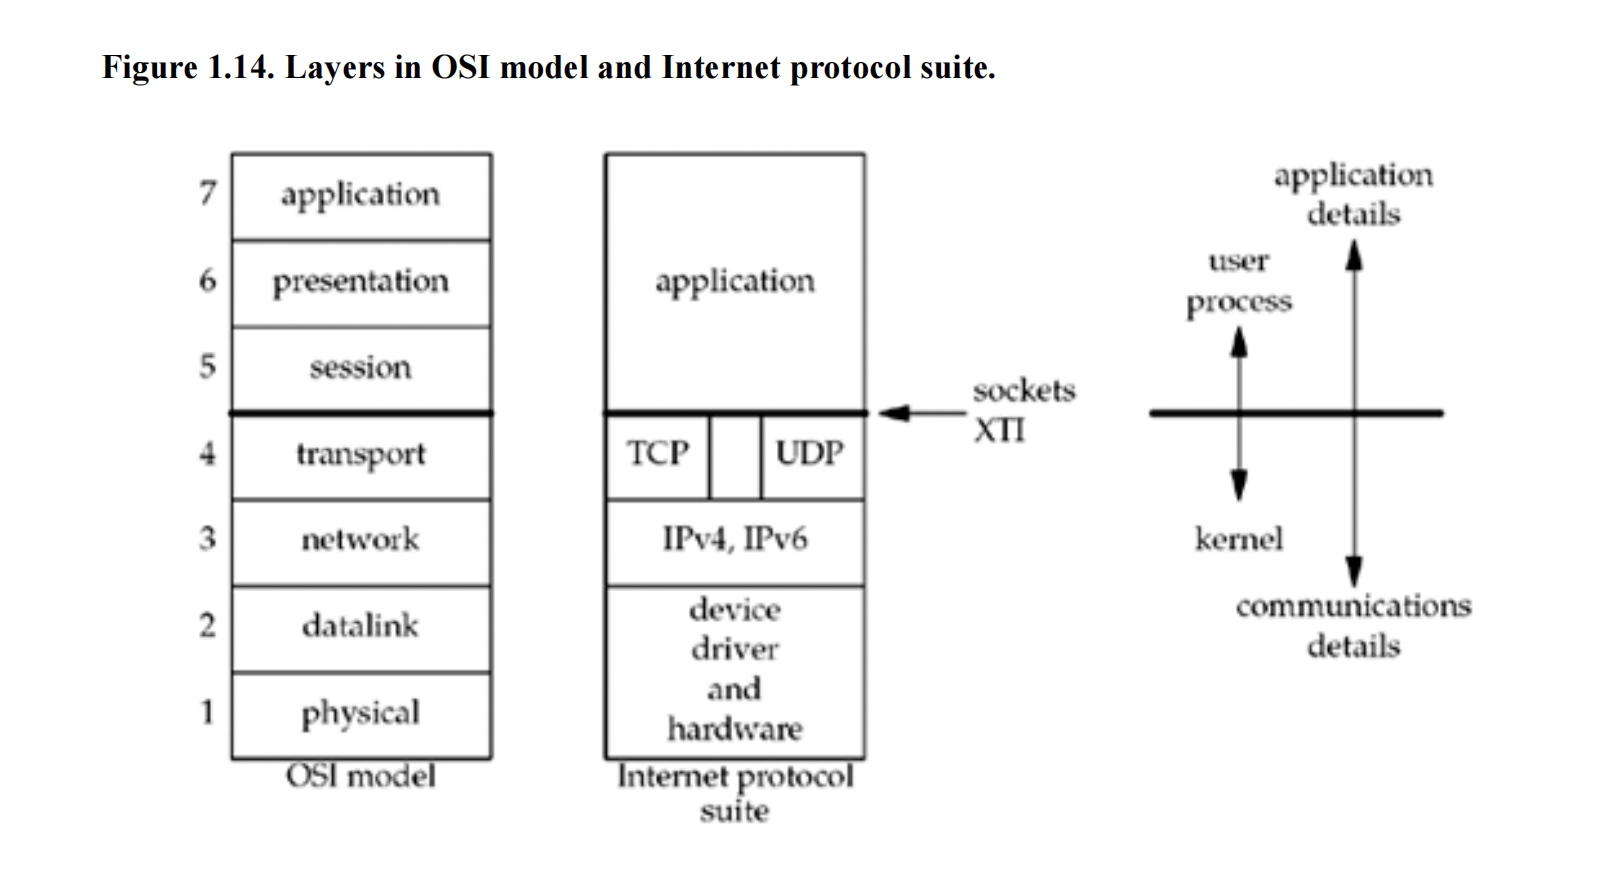 Figure 1.14. Layers in OSI model and Internet protocol suite.
7 application
6 presentation
5 session
4 transport
3 network
2 datalink
1 physical
OSI model
application
TCP UDP
IPv4, IPv6
device
driver
and
hardware
Internet protocol
suite
sockets
XTI
application
details
user
process
kernel
communications
details